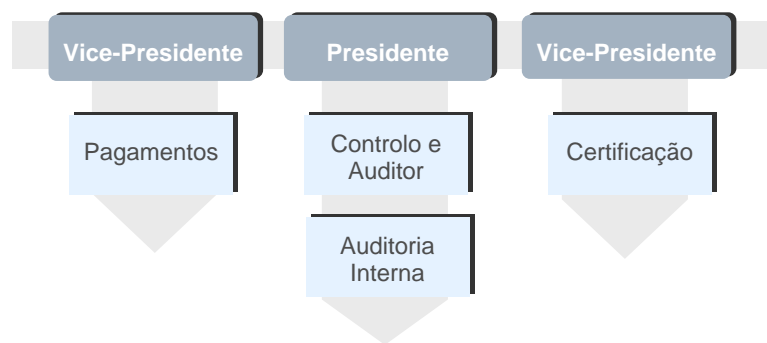 Vice-Presidente
Presidente
Vice-Presidente
Pagamentos
Controlo e
Auditor
Certificação
Auditoria
Interna